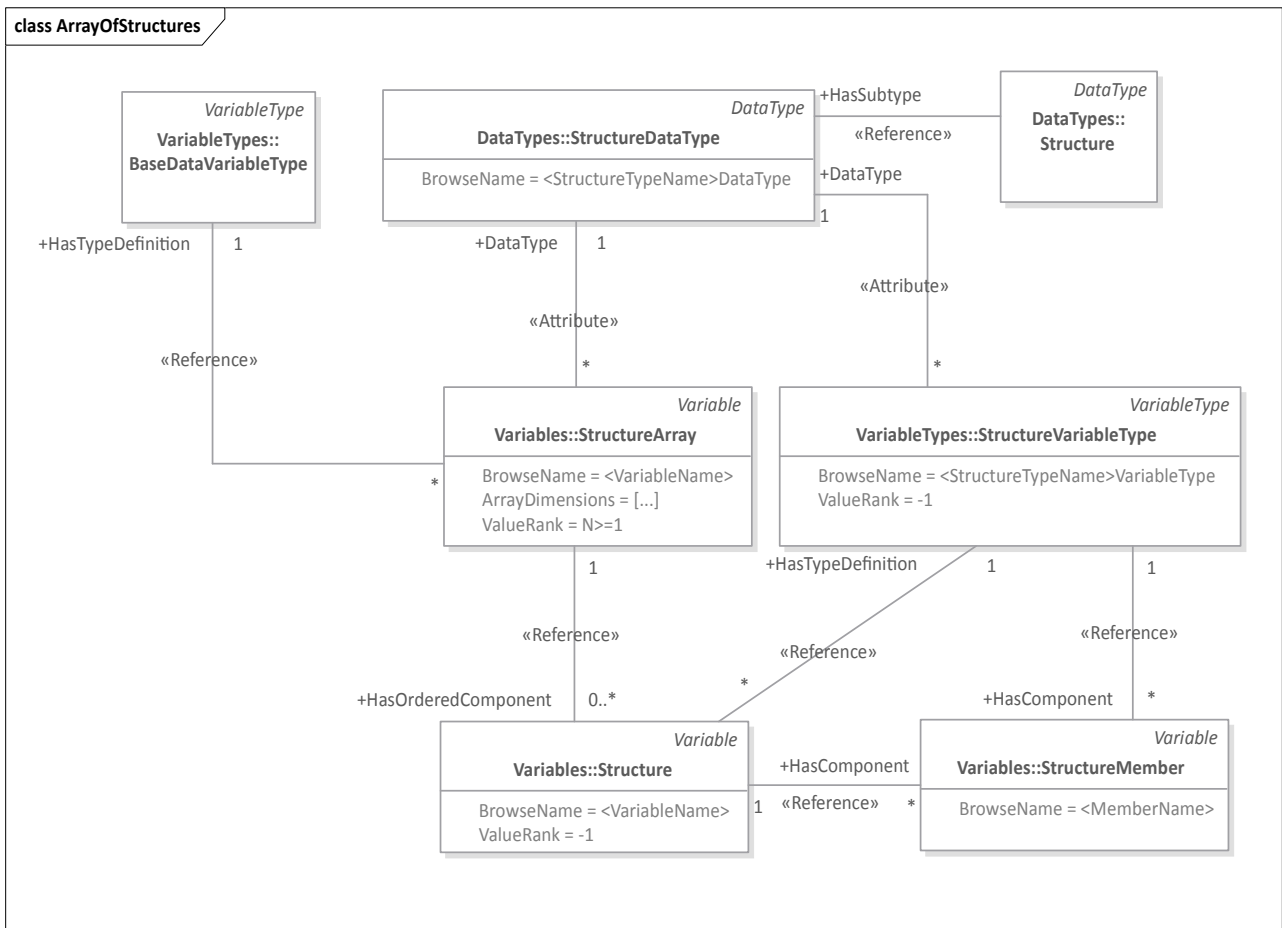 class ArrayOfStructures
VariableType
VariableTypes::
BaseDataVariableType
DataType
DataTypes::StructureDataType
BrowseName = <StructureTypeName>DataType
+HasSubtype
«Reference»
DataType
DataTypes::
Structure
+DataType
1
+HasTypeDefinition
1
+DataType
1
«Attribute»
«Attribute»
«Reference»
*
*
Variable
Variables::StructureArray
BrowseName = <VariableName>
ArrayDimensions = [...]
ValueRank = N>=1
*
VariableType
VariableTypes::StructureVariableType
BrowseName = <StructureTypeName>VariableType
ValueRank = -1
1
+HasTypeDefinition
1
1
«Reference»
«Reference»
«Reference»
*
+HasOrderedComponent
0..*
+HasComponent
*
Variable
Variables::Structure
BrowseName = <VariableName>
ValueRank = -1
+HasComponent
1
«Reference»
*
Variable
Variables::StructureMember
BrowseName = <MemberName>